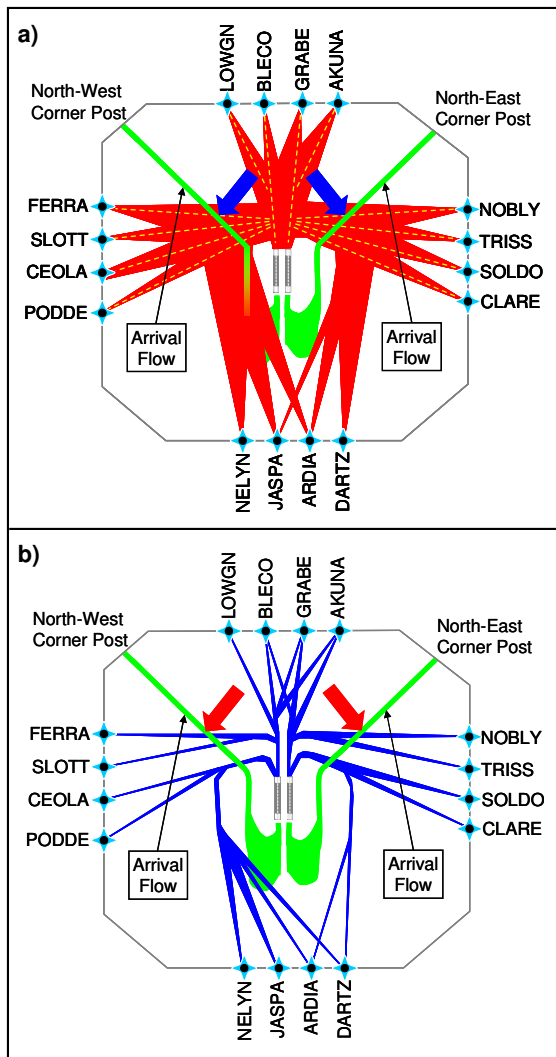 a)
LOWGN
BLECO
GRABE
AKUNA
North-West
Corner Post
North-East
Corner Post
FERRA
SLOTT
CEOLA
PODDE
NOBLY
TRISS
SOLDO
CLARE
Arrival
Flow
Arrival
Flow
NELYN
JASPA
ARDIA
DARTZ
b)
LOWGN
BLECO
GRABE
AKUNA
North-West
Corner Post
North-East
Corner Post
FERRA
SLOTT
CEOLA
PODDE
NOBLY
TRISS
SOLDO
CLARE
Arrival
Flow
Arrival
Flow
NELYN
JASPA
ARDIA
DARTZ